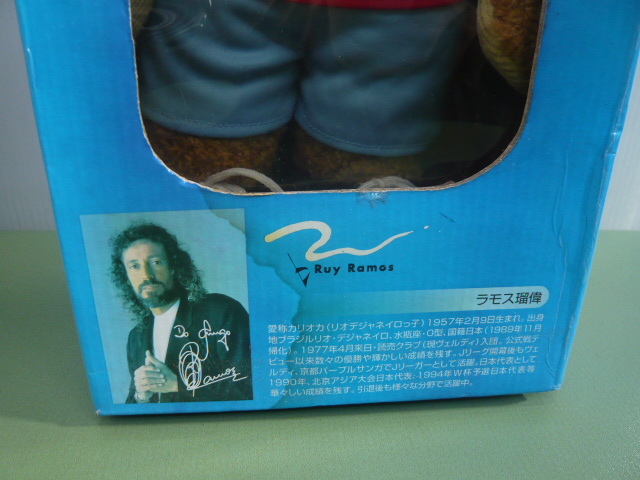 Ruy Ramos
ラモス瑠偉
愛称カリオカ(リオデジャネイロっ子)1957年2月9日生まれ。出身
地ブラジルリオ・デジャネイロ、水瓶座・O型、国籍日本(1989年11月
帰化)。1977年4月来日・読売クラブ(現ヴェルディ)入団。公式戦デ
ビュー以来数々の優勝や輝かしい成績を残す。Jリーグ開幕後もヴェ
ルディ、京都パープルサンガでJリーガーとして活躍。日本代表として
1990年、北京アジア大会日本代表、1994年W杯予選日本代表等
華々しい成績を残す。引退後も様々な分野で活躍中。
Ramos